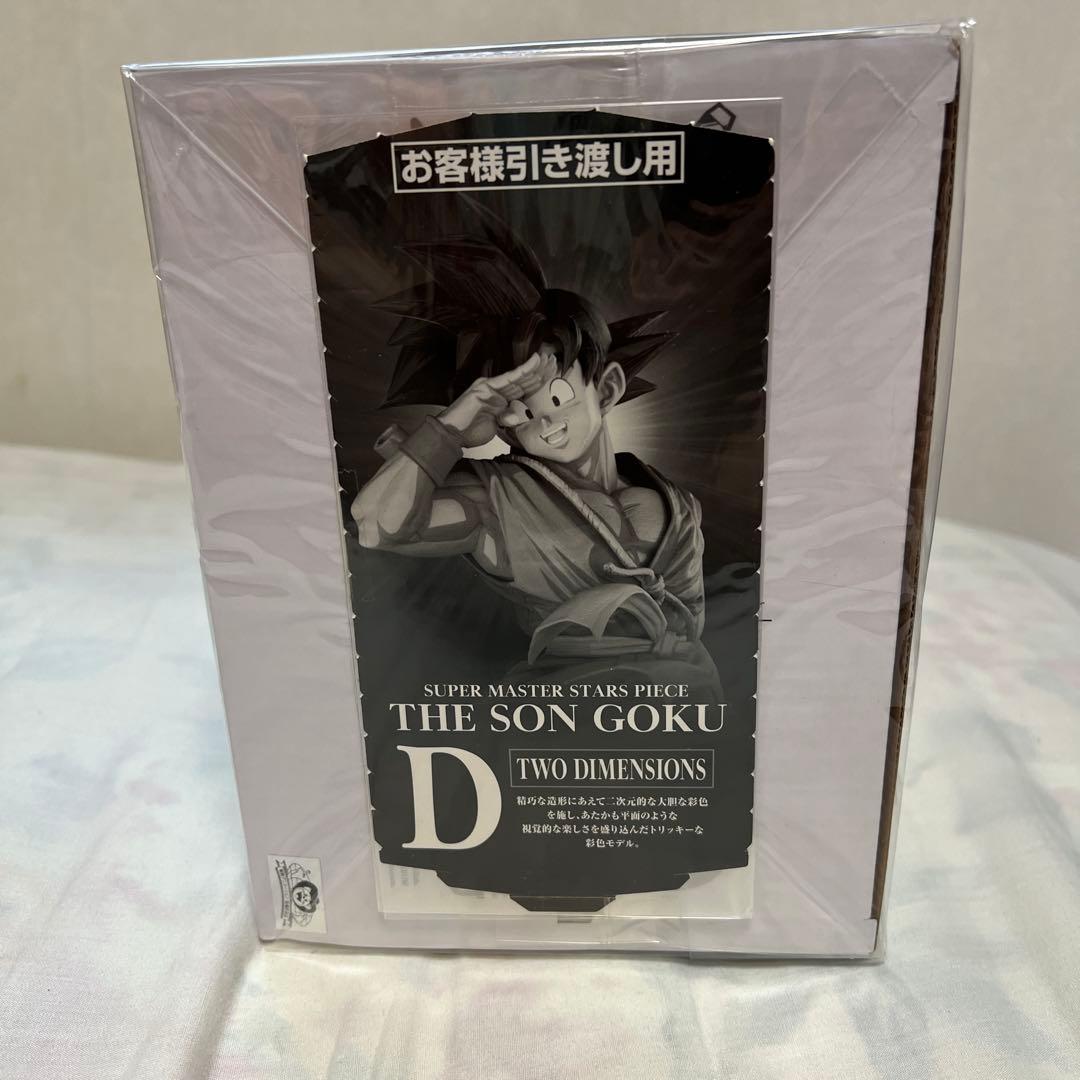 お客様引き渡し用
SUPER MASTER STARS PIECE
THE SON GOKU
D
TWO DIMENSIONS
精巧な造形にあえて二次元的な大胆な彩色
を施し、あたかも平面のような
視覚的な楽しさを盛り込んだトリッキーな
彩色モデル。